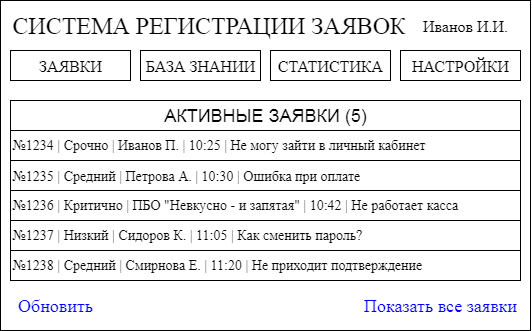 СИСТЕМА РЕГИСТРАЦИИ ЗАЯВОК Иванов И.И.
ЗАЯВКИ БАЗА ЗНАНИИ СТАТИСТИКА НАСТРОЙКИ
АКТИВНЫЕ ЗАЯВКИ (5)
№1234 | Срочно | Иванов П. | 10:25 | Не могу зайти в личный кабинет
№1235 | Средний | Петрова А. | 10:30 | Ошибка при оплате
№1236 | Критично | ПБО "Невкусно - и запятая" | 10:42 | Не работает касса
№1237 | Низкий | Сидоров К. | 11:05 | Как сменить пароль?
№1238 | Средний | Смирнова Е. | 11:20 | Не приходит подтверждение
Обновить Показать все заявки